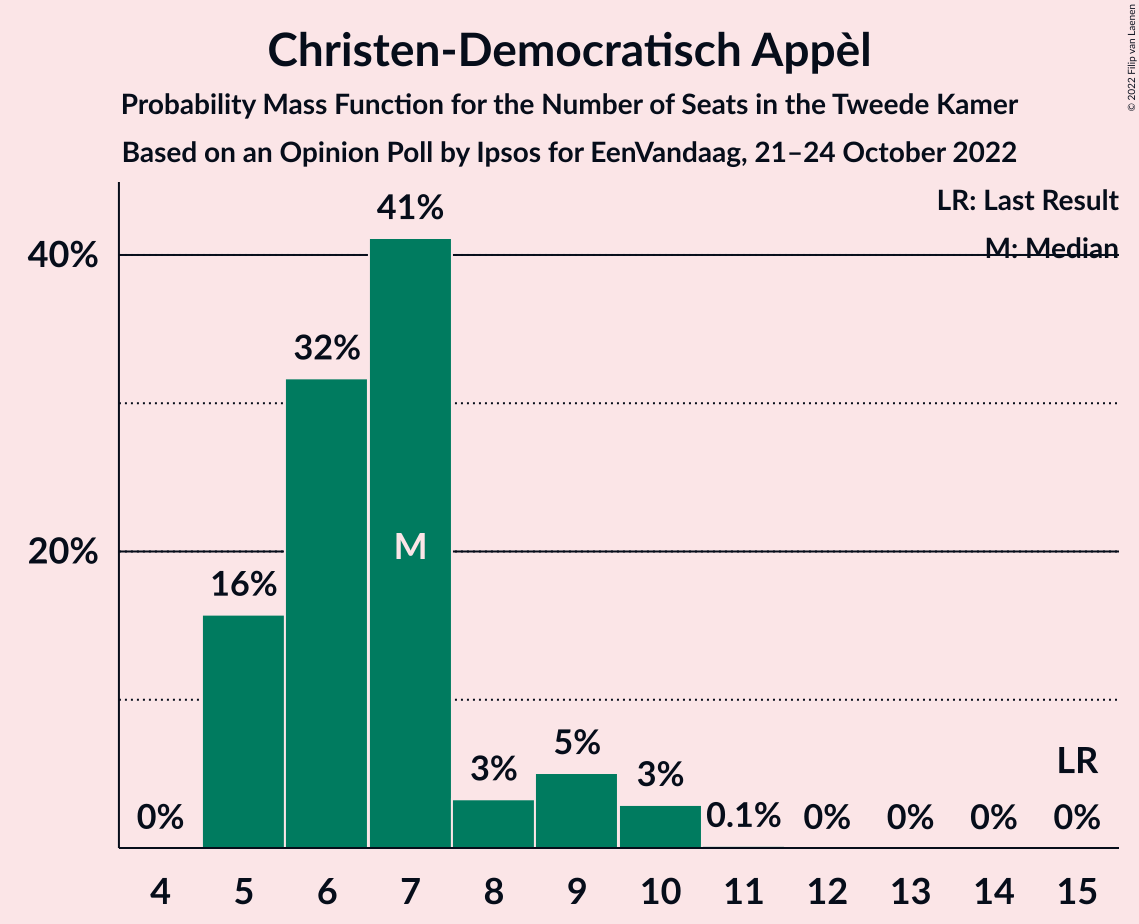 Christen-Democratisch Appèl
Probability Mass Function for the Number of Seats in the Tweede Kamer
Based on an Opinion Poll by Ipsos for EenVandaag, 21–24 October 2022
© 2022 Filip van Laenen
LR: Last Result
M: Median
41%
40%
32%
M
20%
16%
5%
3%
3%
LR
0%
0.1%
0%
0%
0%
0%
4 5 6 7 8 9 10 11 12 13 14 15